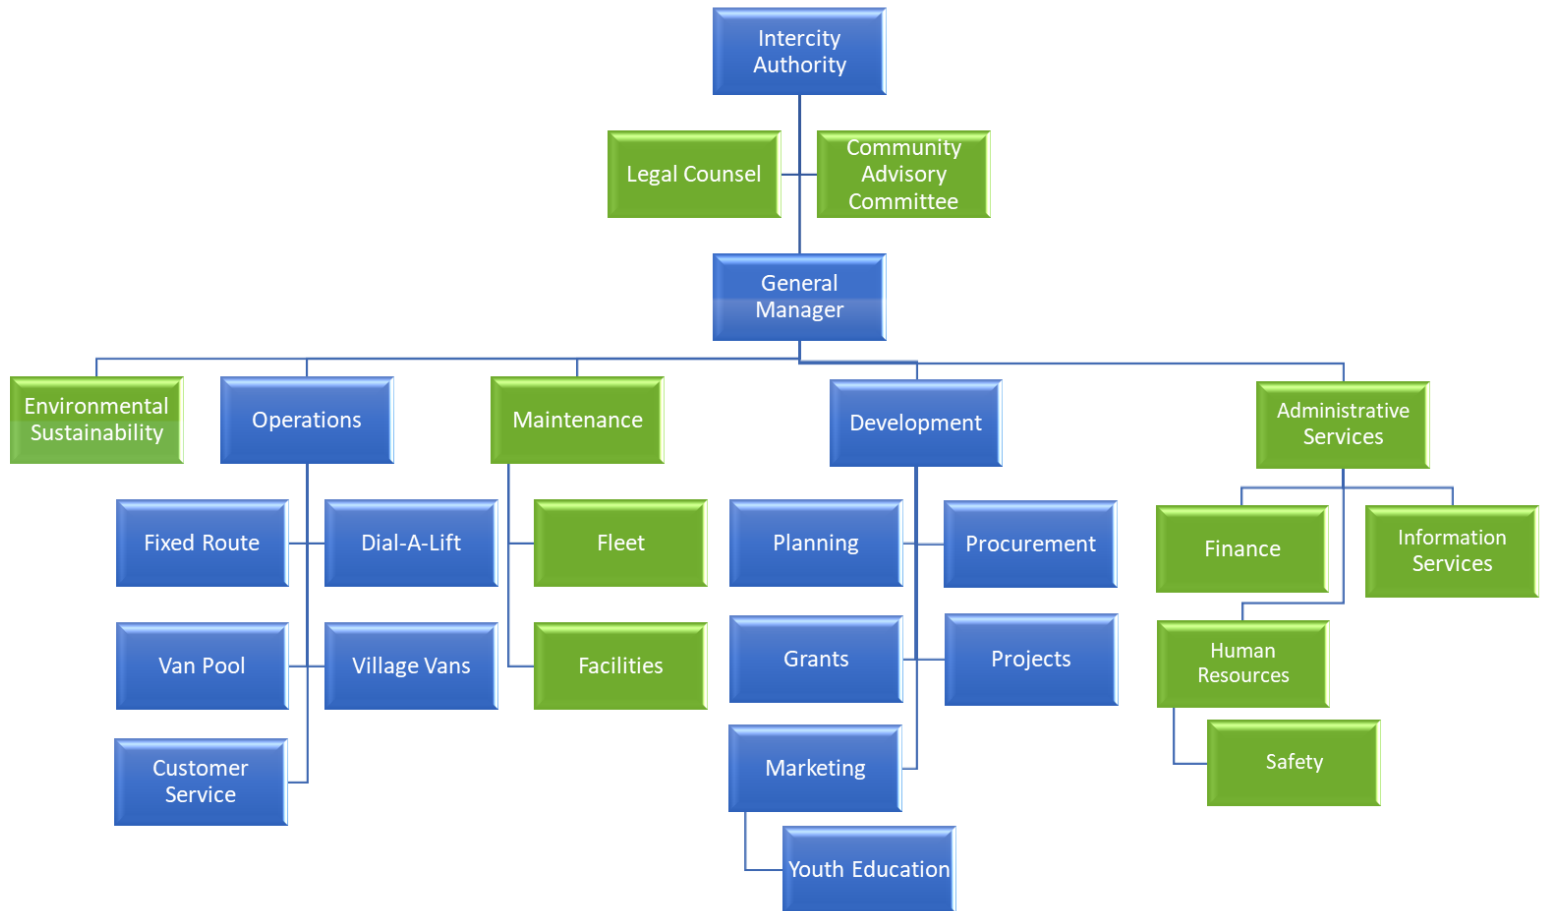 Intercity
Authority
Legal Counsel
Community
Advisory
Committee
General
Manager
Environmental
Sustainability
Operations
Maintenance
Development
Administrative
Services
Fixed Route
Dial-A-Lift
Fleet
Planning
Procurement
Finance
Information
Services
Van Pool
Village Vans
Facilities
Grants
Projects
Human
Resources
Customer
Service
Marketing
Safety
Youth Education